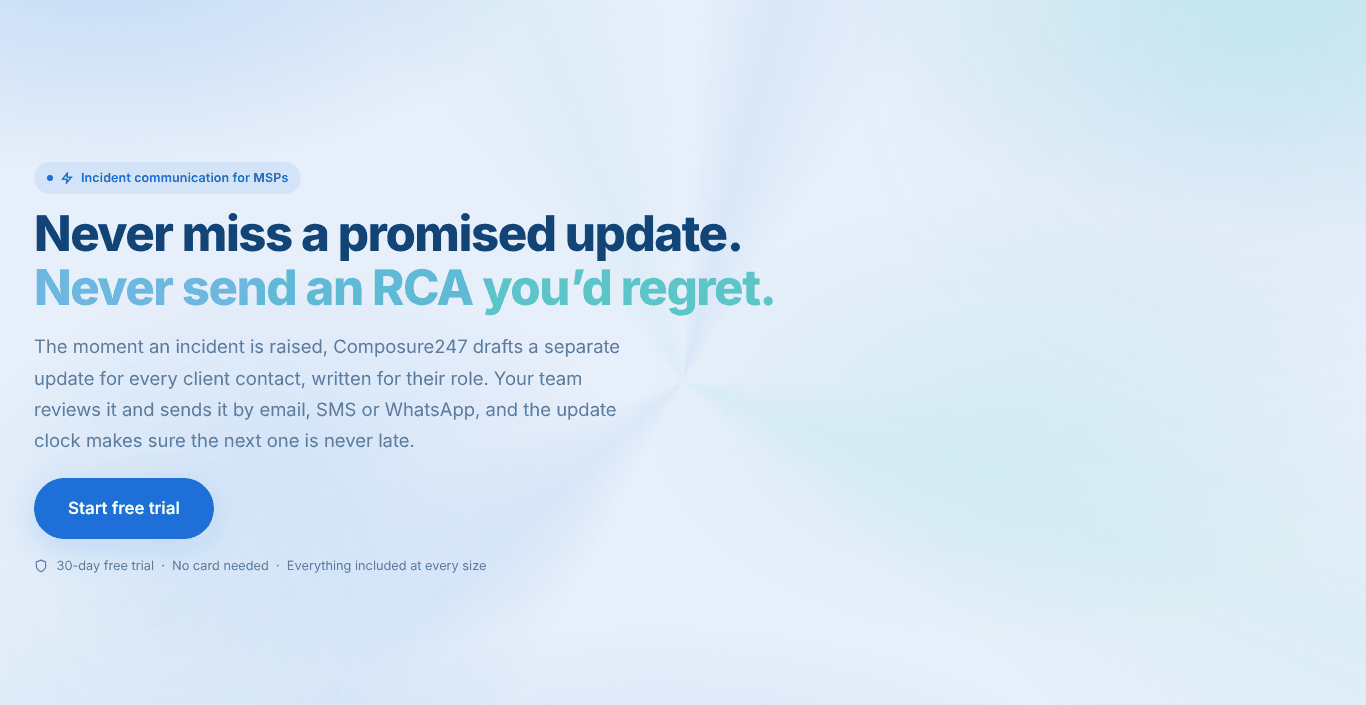 Incident communication for MSPs
Never miss a promised update.
Never send an RCA you’d regret.
The moment an incident is raised, Composure247 drafts a separate
update for every client contact, written for their role. Your team
reviews it and sends it by email, SMS or WhatsApp, and the update
clock makes sure the next one is never late.
Start free trial
30-day free trial · No card needed · Everything included at every size